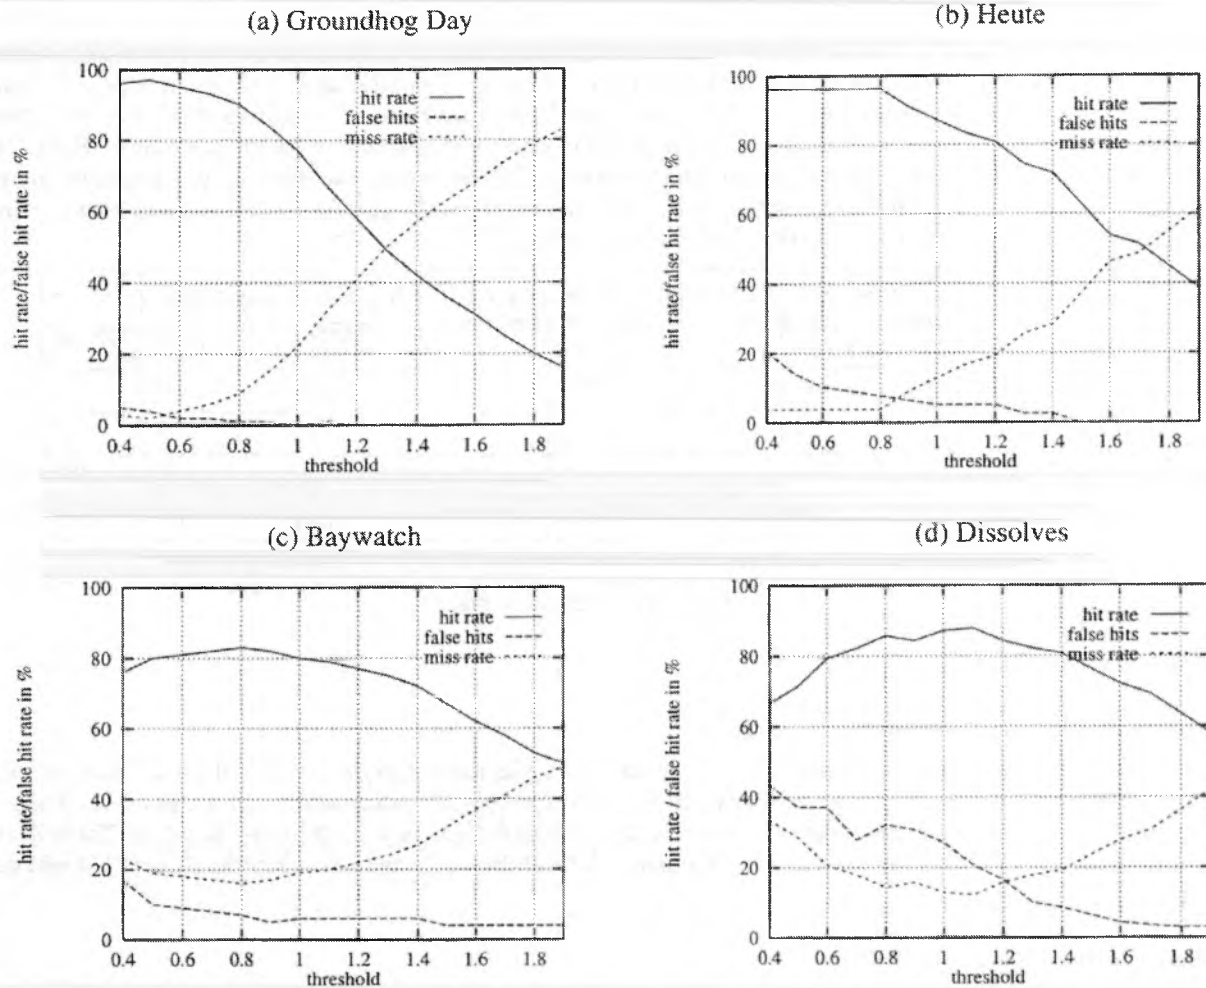 (a) Groundhog Day
100
80
60
40
20
0
hit rate
false hits
miss rate
hit rate/false hit rate in %
0.4 0.6 0.8 1 1.2 1.4 1.6 1.8
threshold
(b) Heute
100
80
60
40
20
0
hit rate
false hits
miss rate
hit rate/false hit rate in %
0.4 0.6 0.8 1 1.2 1.4 1.6 1.8
threshold
(c) Baywatch
100
80
60
40
20
0
hit rate
false hits
miss rate
hit rate/false hit rate in %
0.4 0.6 0.8 1 1.2 1.4 1.6 1.8
threshold
(d) Dissolves
100
80
60
40
20
0
hit rate
false hits
miss rate
hit rate/false hit rate in %
0.4 0.6 0.8 1 1.2 1.4 1.6 1.8
threshold